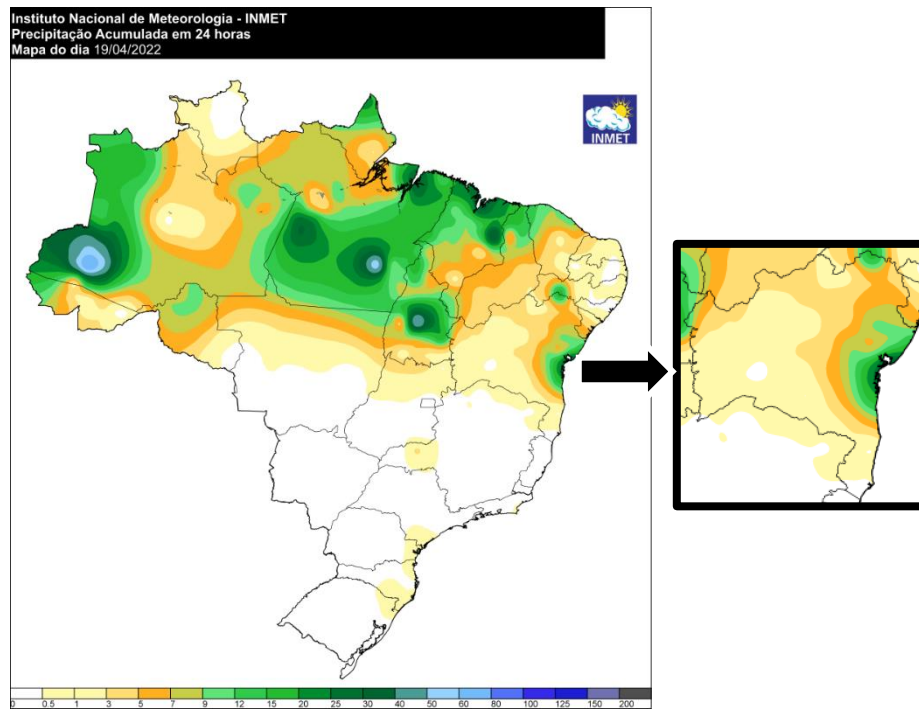 Instituto Nacional de Meteorologia - INMET
Precipitação Acumulada em 24 horas
Mapa do dia 19/04/2022
INMET
0 0.5 1 3 5 7 9 12 15 20 25 30 40 50 60 80 100 125 150 200